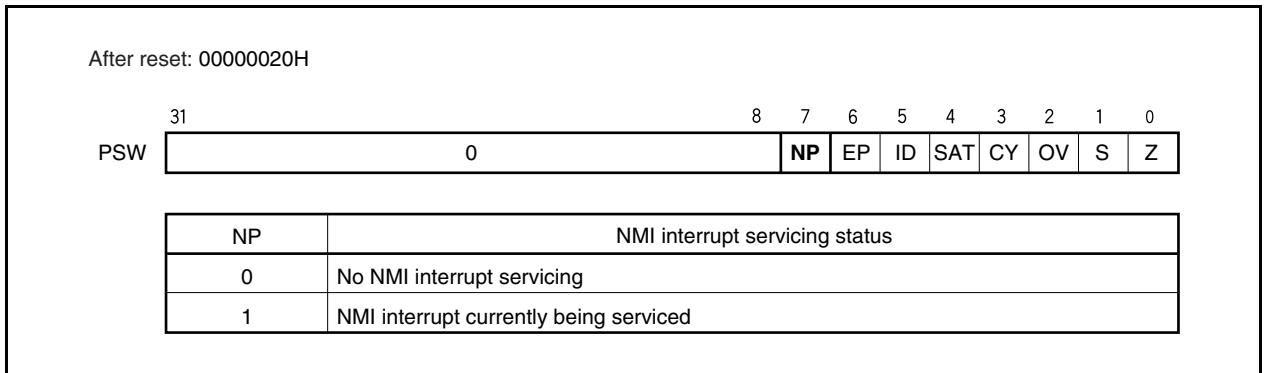 After reset: 00000020H
31 8 7 6 5 4 3 2 1 0
PSW 0 NP EP ID SAT CY OV S Z
NP NMI interrupt servicing status
0 No NMI interrupt servicing
1 NMI interrupt currently being serviced